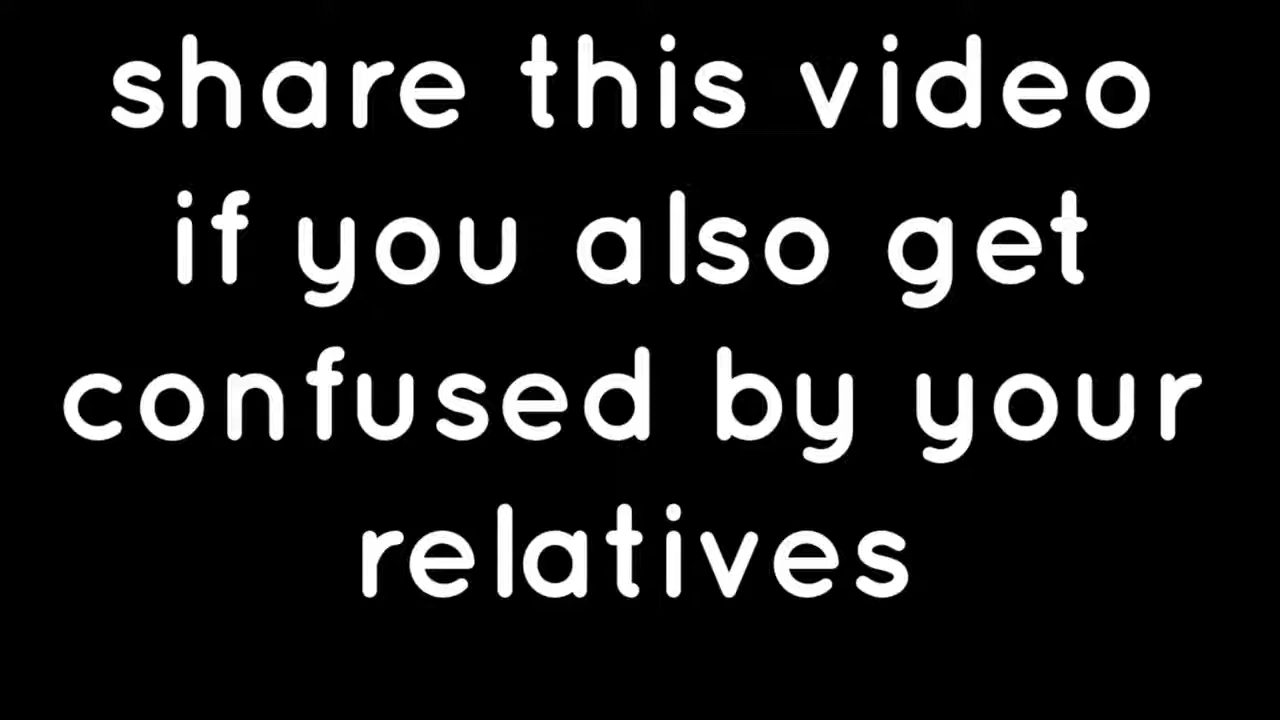 share this video
if you also get
confused by your
relatives